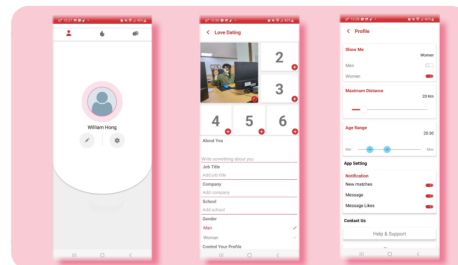 William Hong
Love Dating
2
3
4
5
6
About You
Write something about you
Job Title
Add job title
Company
Add company
School
Add school
Gender
Man
Woman
Control Your Profile
Profile
Show Me
Woman
Men
Woman
Maximum Distance
20 Km
Age Range
20-30
Min
Max
App Setting
Notification
New matches
Message
Message Likes
Contact Us
Help & Support